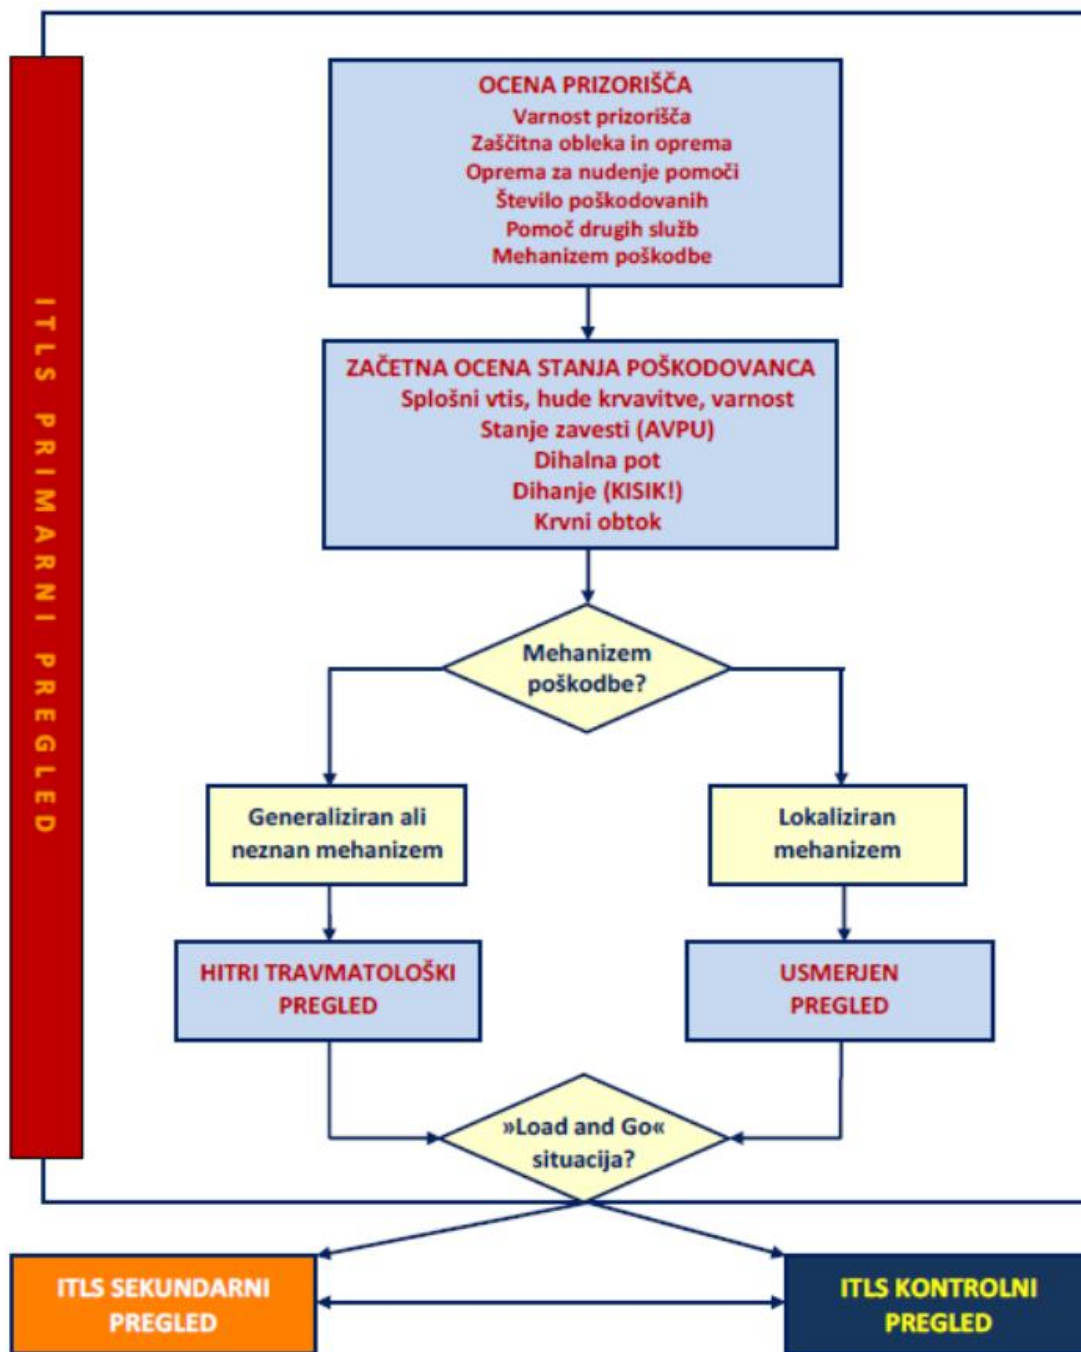 ITLS PRIMARNI PREGLED
OCENA PRIZORIŠČA
Varnost prizorišča
Zaščitna obleka in oprema
Oprema za nudenje pomoči
Število poškodovanih
Pomoč drugih služb
Mehanizem poškodbe
ZAČETNA OCENA STANJA POŠKODOVANCA
Splošni vtis, hude krvavitve, varnost
Stanje zavesti (AVPU)
Dihalna pot
Dihanje (KISIK!)
Krvni obtok
Mehanizem
poškodbe?
Generaliziran ali
neznan mehanizem
Lokaliziran
mehanizem
HITRI TRAVMATOLOŠKI
PREGLED
USMERJEN
PREGLED
»Load and Go«
situacija?
ITLS SEKUNDARNI
PREGLED
ITLS KONTROLNI
PREGLED